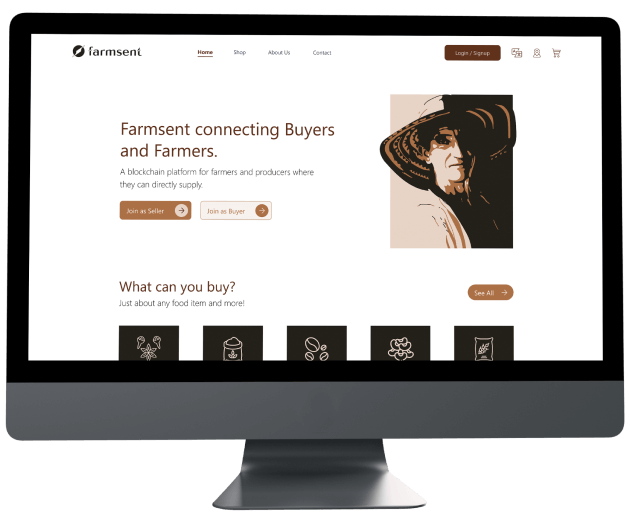 farmsent
Home
Shop
About Us
Contact
Login / Signup
Farmsent connecting Buyers
and Farmers.
A blockchain platform for farmers and producers where
they can directly supply.
Join as Seller
Join as Buyer
What can you buy?
Just about any food item and more!
See All